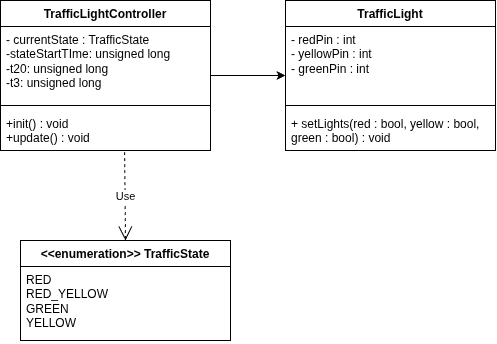 TrafficLightController
- currentState : TrafficState
-stateStartTIme: unsigned long
-t20: unsigned long
-t3: unsigned long
+init() : void
+update() : void
TrafficLight
- redPin : int
- yellowPin : int
- greenPin : int
+ setLights(red : bool, yellow : bool,
green : bool) : void
Use
<<enumeration>> TrafficState
RED
RED_YELLOW
GREEN
YELLOW